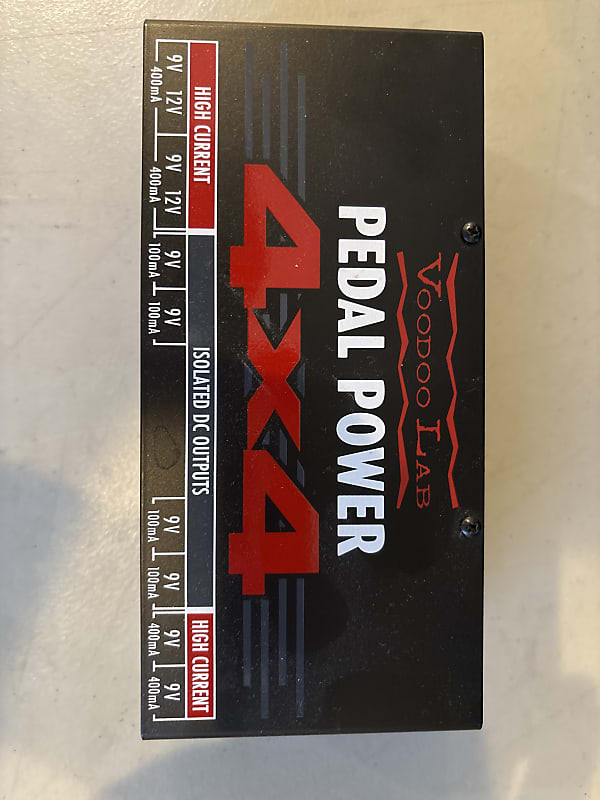 VOODOO LAB
PEDAL POWER
4x4
HIGH CURRENT ISOLATED DC OUTPUTS HIGH CURRENT
9V 12V 9V 12V 9V 9V 9V 9V 9V 9V
400mA 400mA 100mA 100mA 100mA 100mA 400mA 400mA